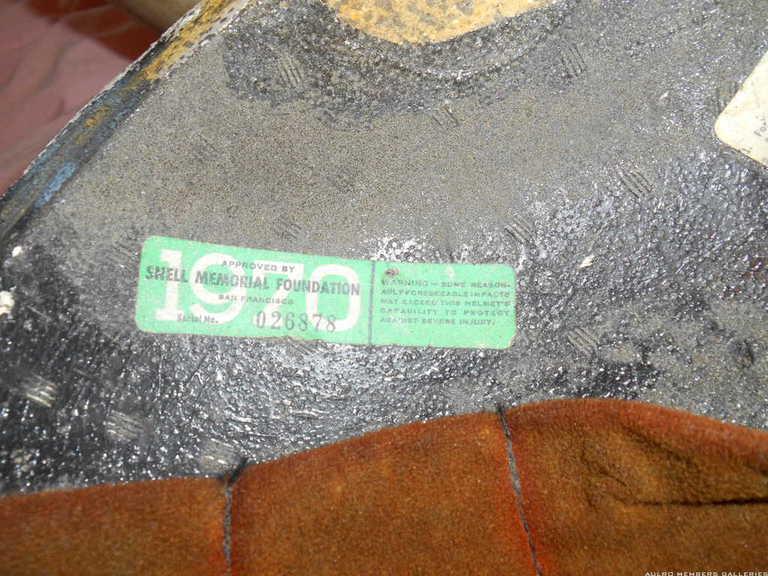 1970
APPROVED BY
SNELL MEMORIAL FOUNDATION
SAN FRANCISCO
Serial No. 026878
WARNING — SOME REASON-
ABLY FORESEEABLE IMPACTS
MAY EXCEED THIS HELMET'S
CAPABILITY TO PROTECT
AGAINST SEVERE INJURY.
AULRO MEMBERS GALLERIES